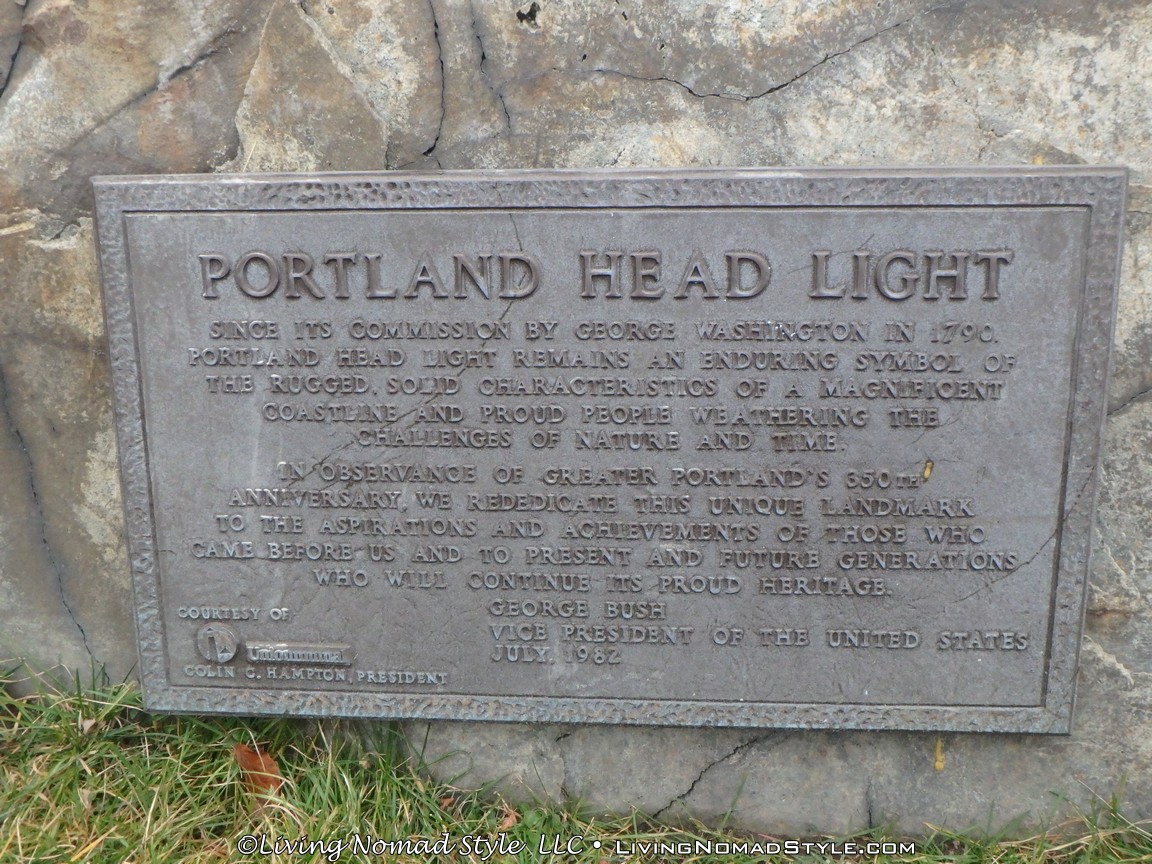 PORTLAND HEAD LIGHT
SINCE ITS COMMISSION BY GEORGE WASHINGTON IN 1790,
PORTLAND HEAD LIGHT REMAINS AN ENDURING SYMBOL OF
THE RUGGED, SOLID CHARACTERISTICS OF A MAGNIFICENT
COASTLINE AND PROUD PEOPLE WEATHERING THE
CHALLENGES OF NATURE AND TIME.
IN OBSERVANCE OF GREATER PORTLAND'S 350TH
ANNIVERSARY, WE REDEDICATE THIS UNIQUE LANDMARK
TO THE ASPIRATIONS AND ACHIEVEMENTS OF THOSE WHO
CAME BEFORE US AND TO PRESENT AND FUTURE GENERATIONS
WHO WILL CONTINUE ITS PROUD HERITAGE.
GEORGE BUSH
VICE PRESIDENT OF THE UNITED STATES
JULY, 1982
COURTESY OF
Unionmutual
COLIN C. HAMPTON, PRESIDENT
©Living Nomad Style LLC • LivingNomadStyle.com